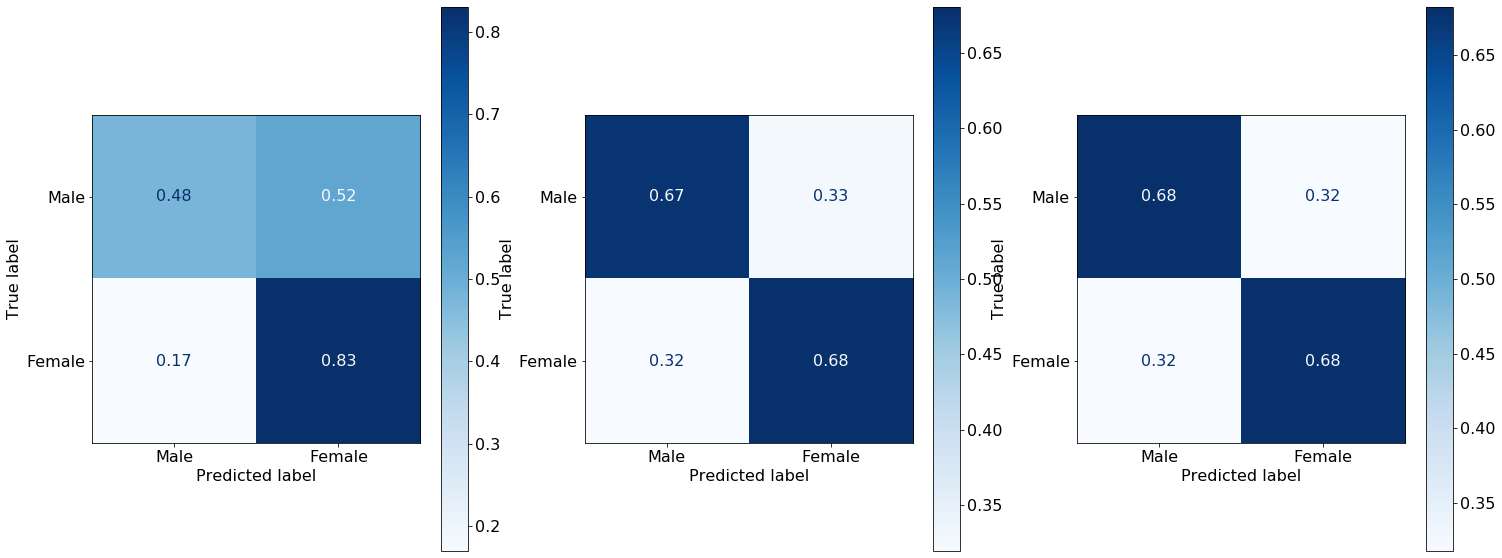 0.8
0.7
0.6
0.5
0.4
0.3
0.2
True label
Male
Female
0.48
0.52
0.17
0.83
Male
Female
Predicted label
0.65
0.60
0.55
0.50
0.45
0.40
0.35
True label
Male
Female
0.67
0.33
0.32
0.68
Male
Female
Predicted label
0.65
0.60
0.55
0.50
0.45
0.40
0.35
True label
Male
Female
0.68
0.32
0.32
0.68
Male
Female
Predicted label